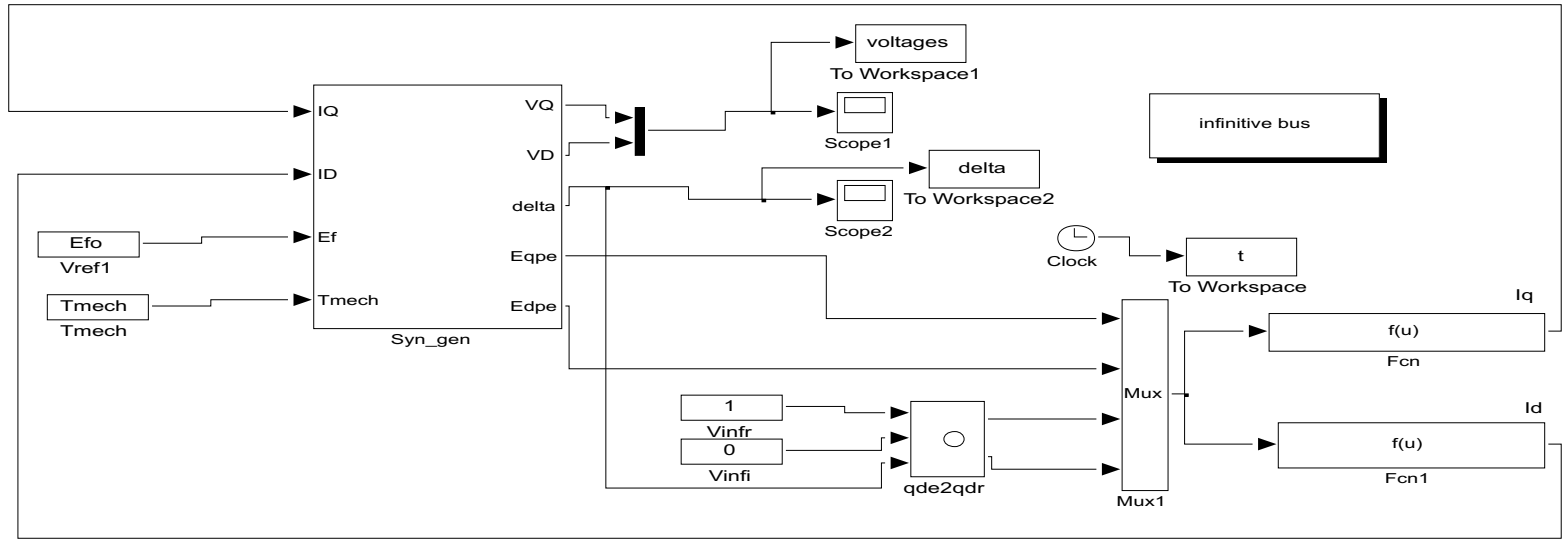 voltages
To Workspace1
IQ
VQ
Scope1
infinitive bus
VD
ID
delta
To Workspace2
delta
Scope2
Efo
Vref1
Ef
Eqpe
Clock
t
To Workspace
Tmech
Tmech
Tmech
Edpe
Syn_gen
Iq
f(u)
Fcn
Mux
1
Vinfr
0
Vinfi
qde2qdr
Mux1
Id
f(u)
Fcn1